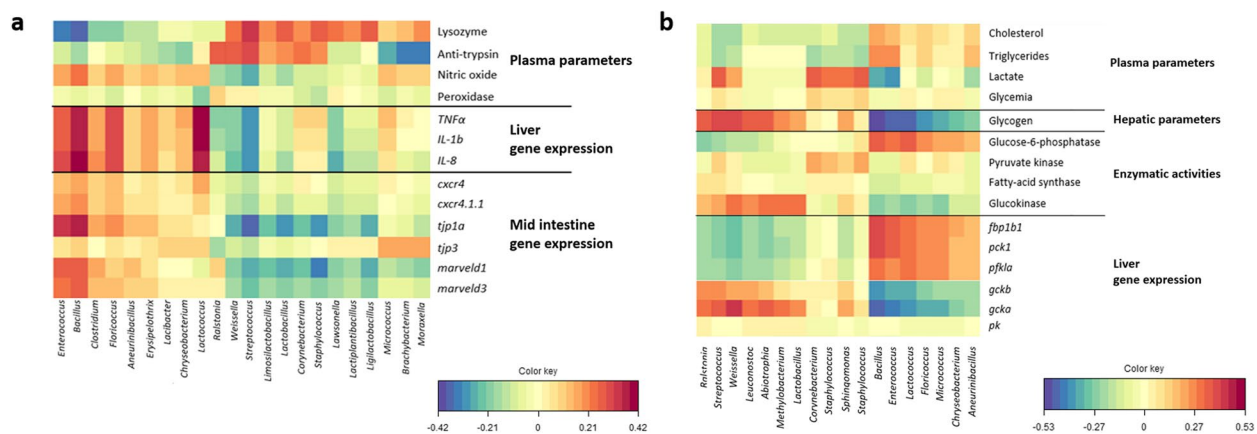 a
Lysozyme
Anti-trypsin
Nitric oxide
Peroxidase
Plasma parameters
TNFα
IL-1b
IL-8
Liver
gene expression
cxcr4
cxcr4.1.1
tjp1a
tjp3
marveld1
marveld3
Mid intestine
gene expression
Enterococcus
Bacillus
Clostridium
Floricoccus
Aneurinibacillus
Erysipelothrix
Lacibacter
Chryseobacterium
Lactococcus
Ralstonia
Weissella
Streptococcus
Limosilactobacillus
Lactobacillus
Corynebacterium
Staphylococcus
Lawsonella
Lactiplantibacillus
Ligilactobacillus
Micrococcus
Brachybacterium
Moraxella
Color key
-0.42 -0.21 0 0.21 0.42
b
Cholesterol
Triglycerides
Lactate
Glycemia
Plasma parameters
Glycogen
Hepatic parameters
Glucose-6-phosphatase
Pyruvate kinase
Fatty-acid synthase
Glucokinase
Enzymatic activities
fbp1b1
pck1
pfkla
gckb
gcka
pk
Liver
gene expression
Streptococcus
Weissella
Leuconostoc
Abiotrophia
Methylobacterium
Lactobacillus
Corynebacterium
Staphylococcus
Sphingomonas
Staphylococcus
Bacillus
Enterococcus
Lactococcus
Floricoccus
Micrococcus
Chryseobacterium
Aneurinibacillus
Color key
-0.53 -0.27 0 0.27 0.53